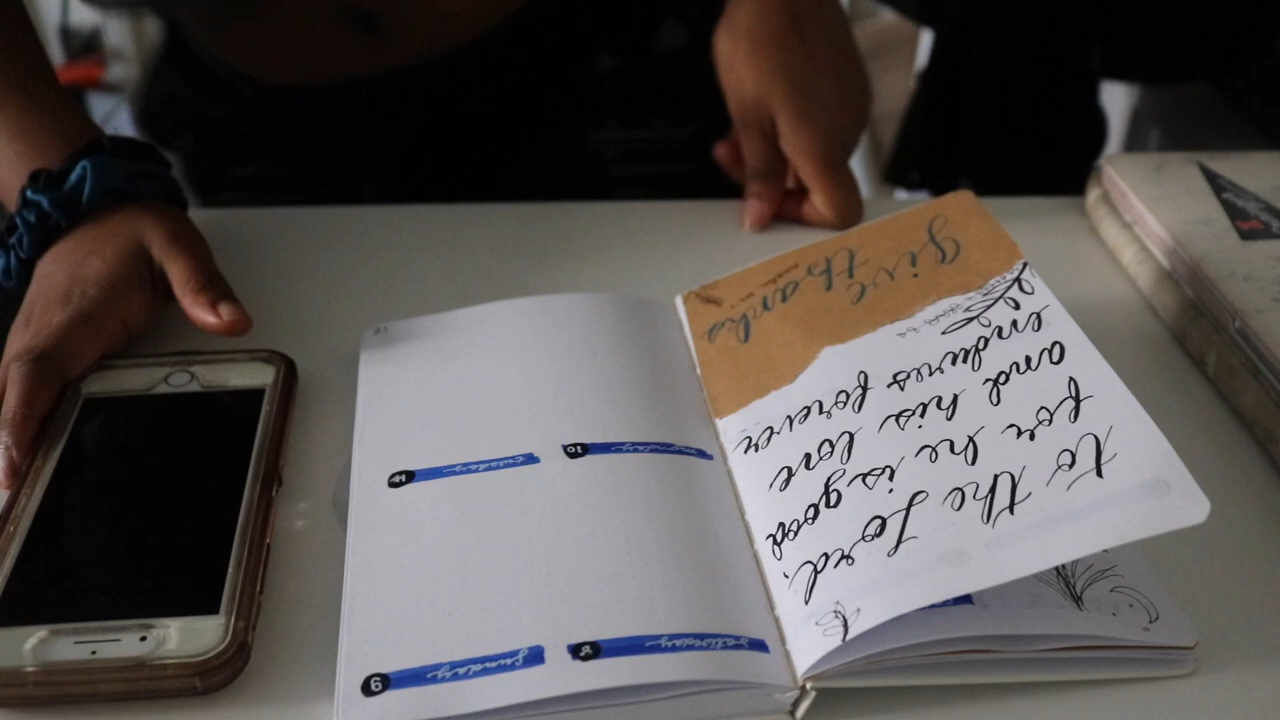 give
thanks
to the Lord,
for he is good
and his love
endures forever
8 saturday
9 sunday
10 monday
11 tuesday